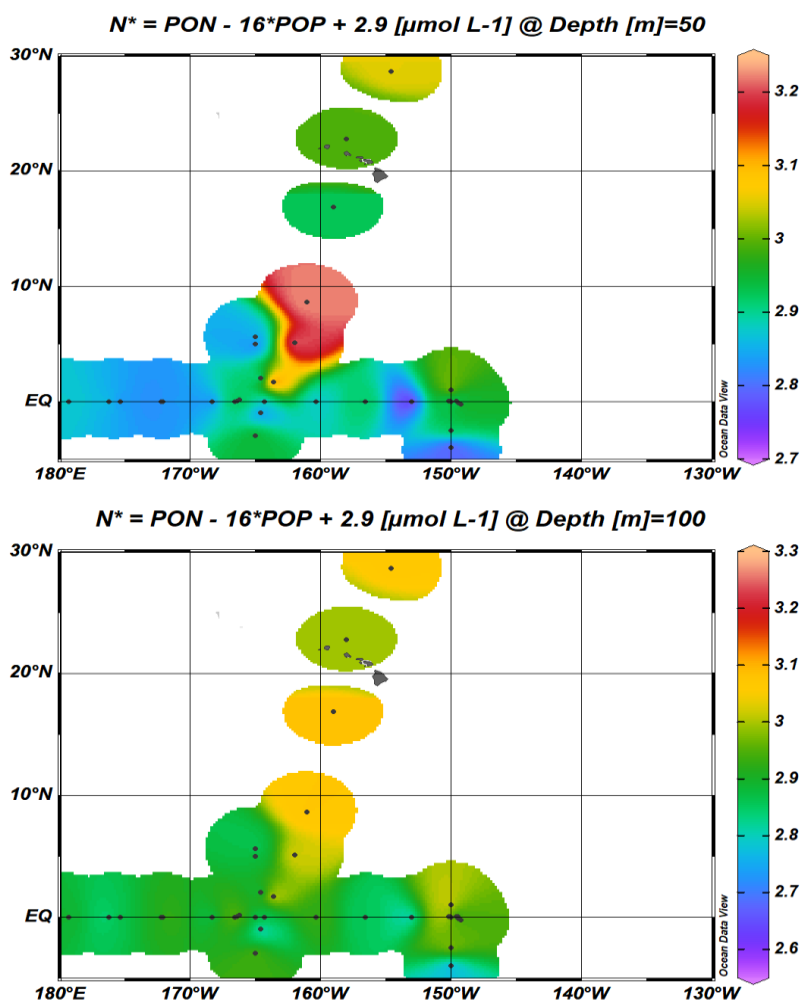 N* = PON - 16*POP + 2.9 [μmol L-1] @ Depth [m]=50
30°N
20°N
10°N
EQ
180°E
170°W
160°W
150°W
140°W
130°W
Ocean Data View
3.2
3.1
3
2.9
2.8
2.7
N* = PON - 16*POP + 2.9 [μmol L-1] @ Depth [m]=100
30°N
20°N
10°N
EQ
180°E
170°W
160°W
150°W
140°W
130°W
Ocean Data View
3.3
3.2
3.1
3
2.9
2.8
2.7
2.6